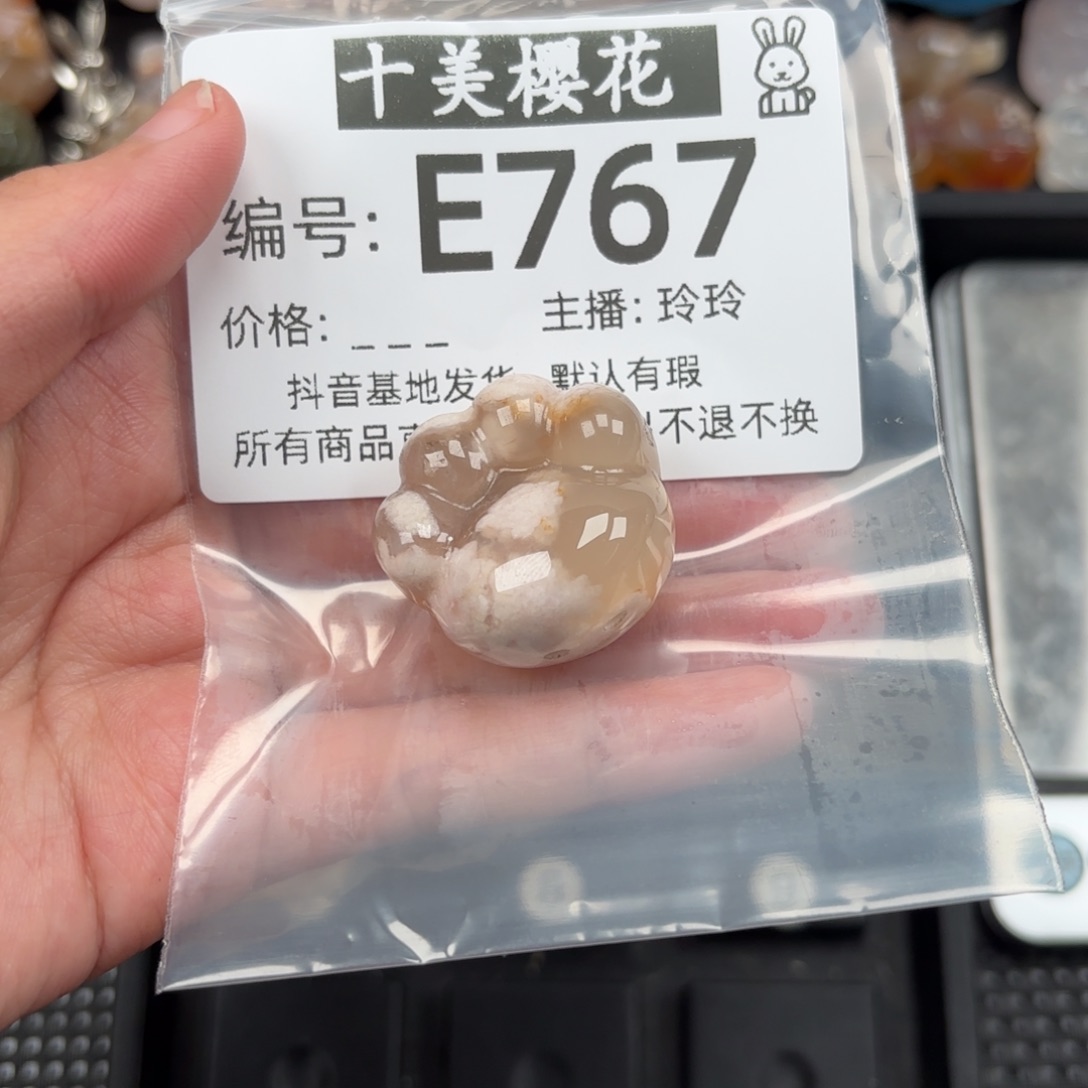 十美樱花
编号: E767
价格: _ _ _
主播: 玲玲
抖音基地发货 默认有瑕
所有商品 不退不换